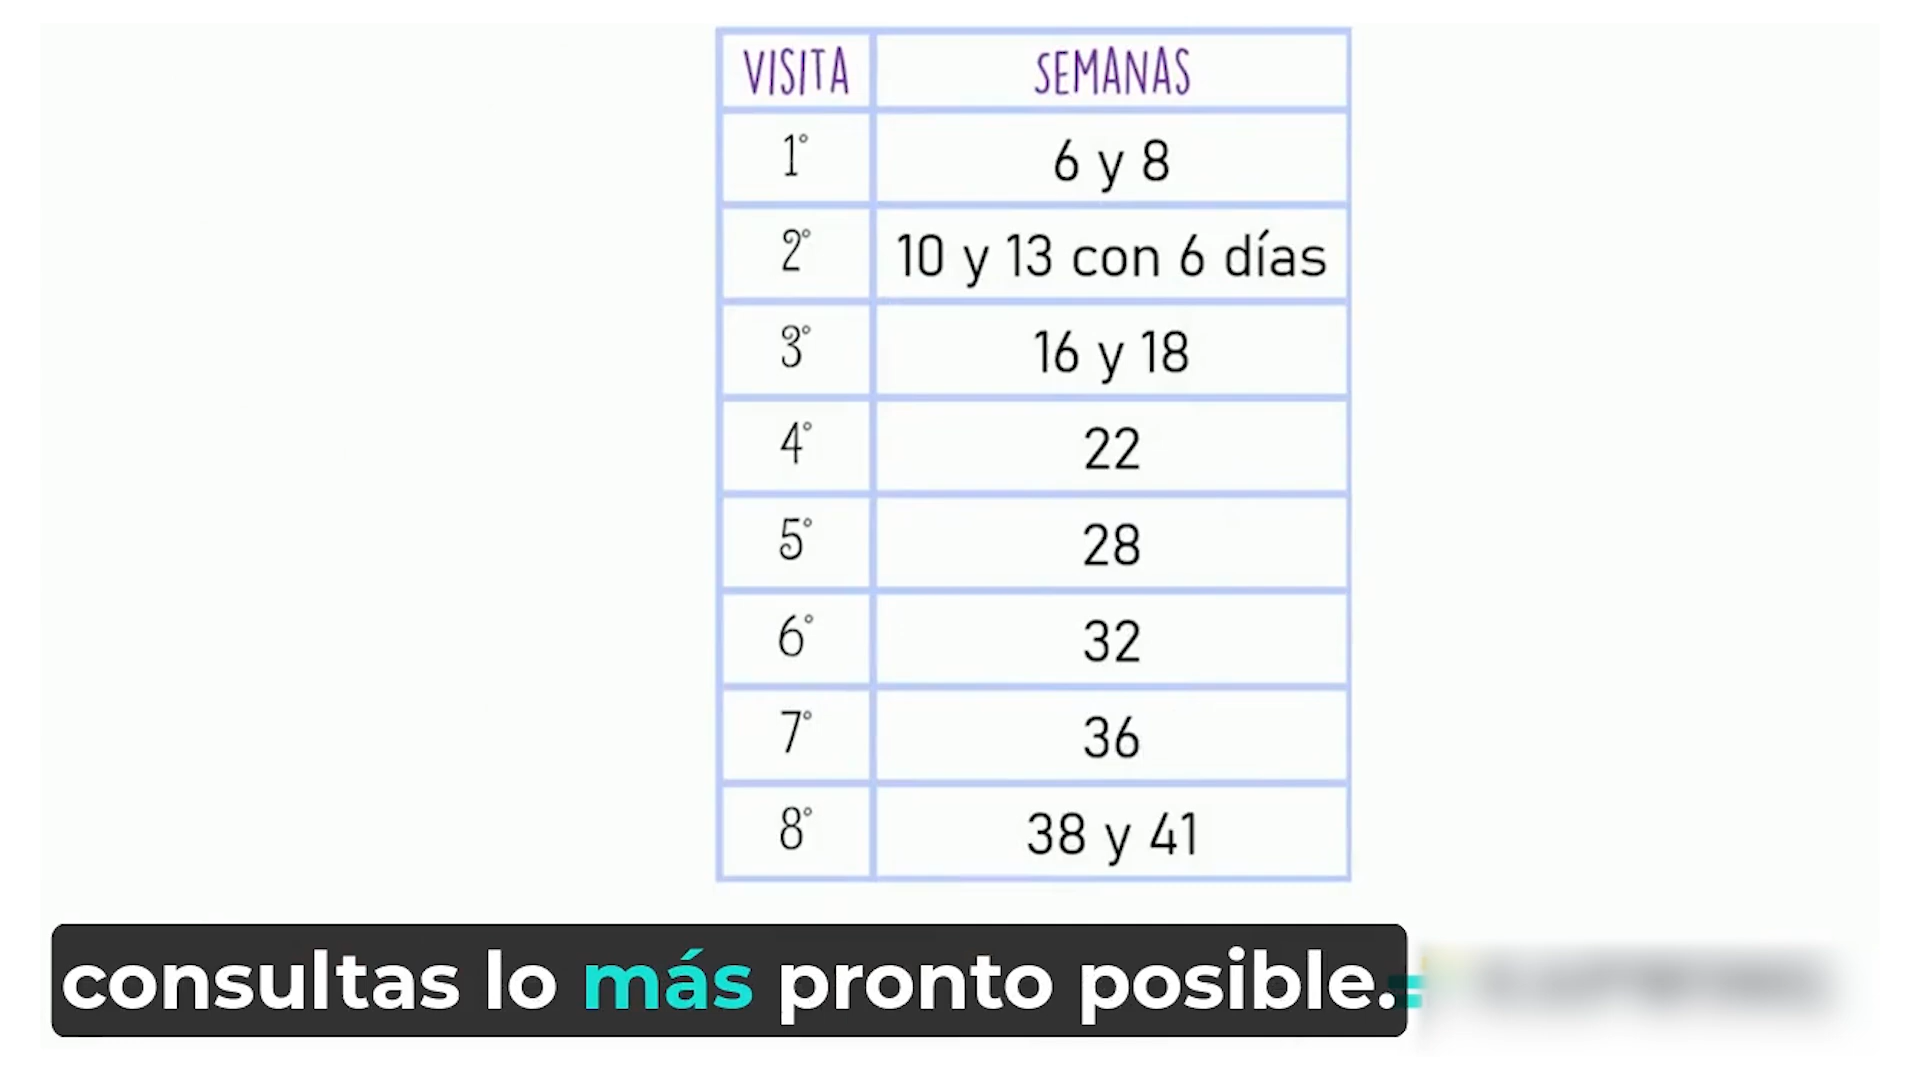 VISITA SEMANAS
1° 6 y 8
2° 10 y 13 con 6 días
3° 16 y 18
4° 22
5° 28
6° 32
7° 36
8° 38 y 41
consultas lo más pronto posible.